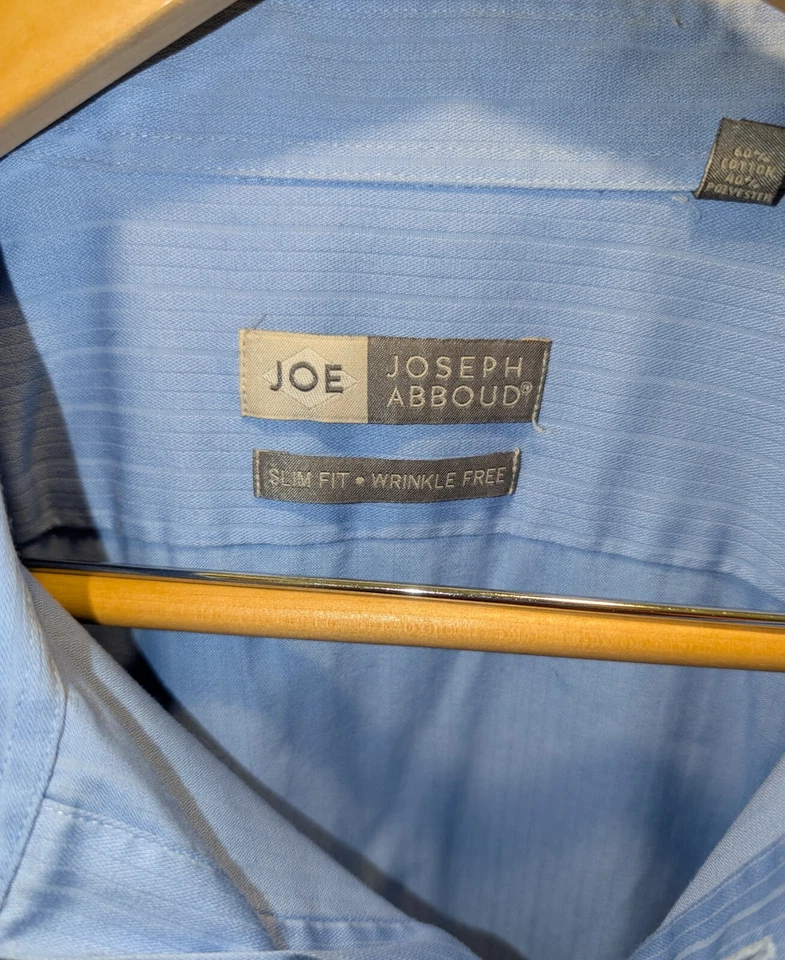 60%
COTTON
40%
POLYESTER
JOE
JOSEPH
ABBOUD®
SLIM FIT • WRINKLE FREE